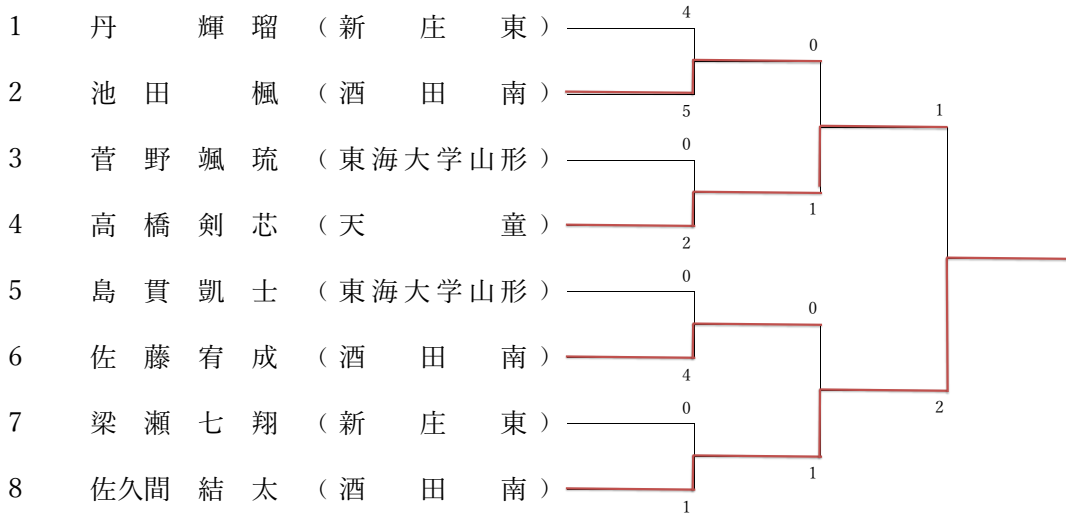 4
1 丹 輝 瑠 （ 新 庄 東 ）
0
2 池 田 楓 （ 酒 田 南 ）
5
1
0
3 菅 野 颯 琉 （ 東 海 大 学 山 形 ）
1
4 高 橋 剣 芯 （ 天 童 ）
2
0
5 島 貫 凱 士 （ 東 海 大 学 山 形 ）
0
6 佐 藤 宥 成 （ 酒 田 南 ）
4
0
2
7 梁 瀬 七 翔 （ 新 庄 東 ）
1
8 佐久間 結 太 （ 酒 田 南 ）
1